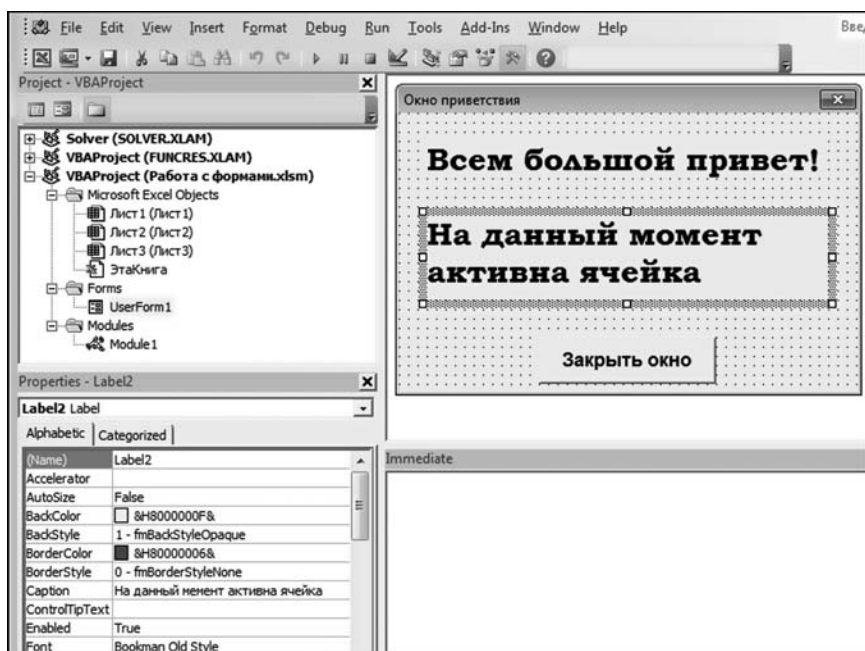 File Edit View Insert Format Debug Run Tools Add-Ins Window Help
Project - VBAProject
Solver (SOLVER.XLAM)
VBAProject (FUNCRES.XLAM)
VBAProject (Работа с формами.xlsm)
Microsoft Excel Objects
Лист1 (Лист1)
Лист2 (Лист2)
Лист3 (Лист3)
ЭтаКнига
Forms
UserForm1
Modules
Module1
Окно приветствия
Всем большой привет!
На данный момент
активна ячейка
Закрыть окно
Properties - Label2
Label2 Label
Alphabetic Categorized
(Name) Label2
Accelerator
AutoSize False
BackColor &H8000000F&
BackStyle 1 - fmBackStyleOpaque
BorderColor &H80000006&
BorderStyle 0 - fmBorderStyleNone
Caption На данный менент активна ячейка
ControlTipText
Enabled True
Font Bookman Old Style
Immediate